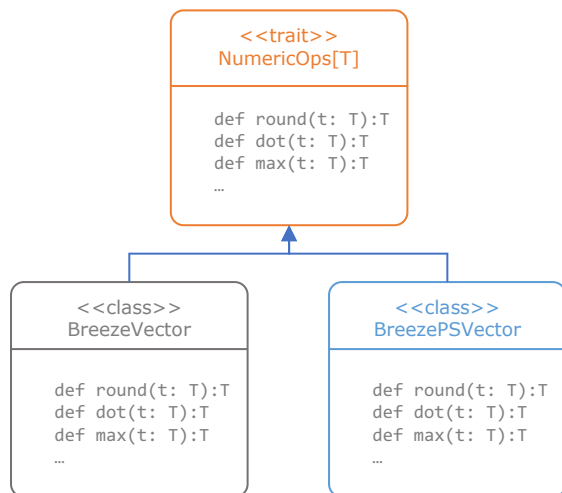 <<trait>>
NumericOps[T]
def round(t: T):T
def dot(t: T):T
def max(t: T):T
…
<<class>>
BreezeVector
def round(t: T):T
def dot(t: T):T
def max(t: T):T
…
<<class>>
BreezePSVector
def round(t: T):T
def dot(t: T):T
def max(t: T):T
…